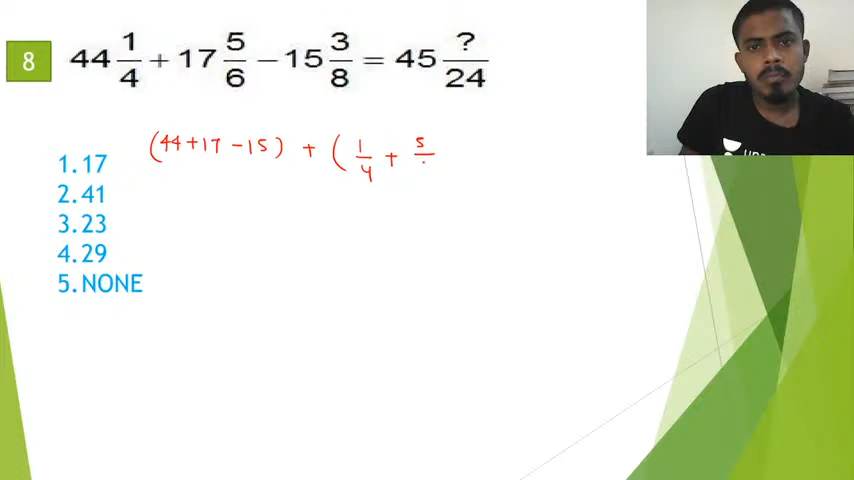 8
44 1/4 + 17 5/6 − 15 3/8 = 45 ?/24
(44+17-15) + ( 1/4 + 5/
1.17
2.41
3.23
4.29
5.NONE